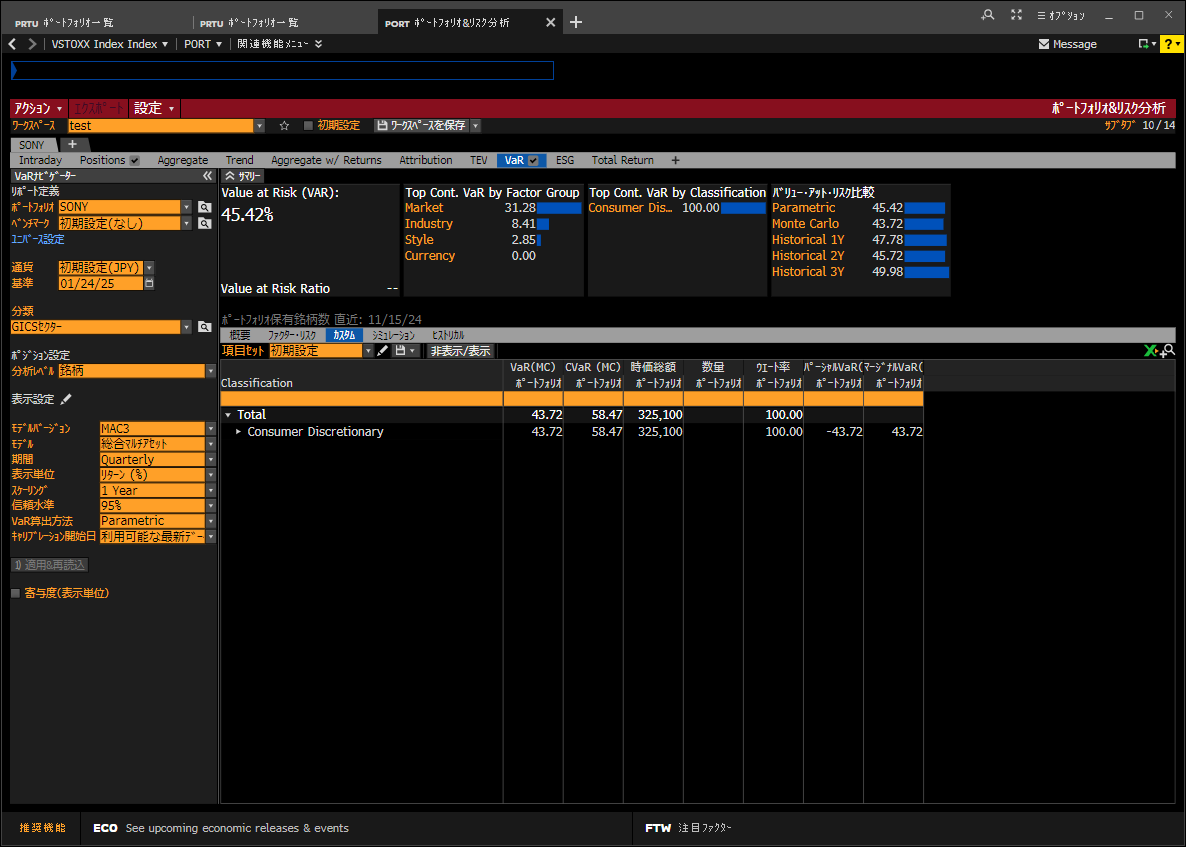 PRTU ﾎﾟｰﾄﾌｫﾘｵ一覧
PRTU ﾎﾟｰﾄﾌｫﾘｵ一覧
PORT ﾎﾟｰﾄﾌｫﾘｵ&ﾘｽｸ分析
ｵﾌﾟｼｮﾝ
VSTOXX Index Index
PORT
関連機能ﾒﾆｭｰ
Message
?
アクション
エクスポート
設定
ﾎﾟｰﾄﾌｫﾘｵ&ﾘｽｸ分析
ﾜｰｸｽﾍﾟｰｽ test
初期設定
ﾜｰｸｽﾍﾟｰｽを保存
ｻﾌﾞﾀﾌﾞ 10/14
SONY
+
Intraday Positions Aggregate Trend Aggregate w/ Returns Attribution TEV VaR ESG Total Return +
VaRﾅﾋﾞｹﾞｰﾀｰ
ﾘﾎﾟｰﾄ定義
ﾎﾟｰﾄﾌｫﾘｵ SONY
ﾍﾞﾝﾁﾏｰｸ 初期設定(なし)
ﾕﾆﾊﾞｰｽ設定
通貨 初期設定(JPY)
基準 01/24/25
分類
GICSｾｸﾀｰ
ﾎﾟｼﾞｼｮﾝ設定
分析ﾚﾍﾞﾙ 銘柄
表示設定
ﾓﾃﾞﾙﾊﾞｰｼﾞｮﾝ MAC3
ﾓﾃﾞﾙ 総合ﾏﾙﾁｱｾｯﾄ
期間 Quarterly
表示単位 ﾘﾀｰﾝ (%)
ｽｹｰﾘﾝｸﾞ 1 Year
信頼水準 95%
VaR算出方法 Parametric
ｷｬﾘﾌﾞﾚｰｼｮﾝ開始日 利用可能な最新ﾃﾞｰ
1) 適用&再読込
寄与度(表示単位)
ｻﾏﾘｰ
Value at Risk (VAR):
45.42%
Value at Risk Ratio --
Top Cont. VaR by Factor Group
Market 31.28
Industry 8.41
Style 2.85
Currency 0.00
Top Cont. VaR by Classification
Consumer Dis... 100.00
ﾊﾞﾘｭｰ･ｱｯﾄ･ﾘｽｸ比較
Parametric 45.42
Monte Carlo 43.72
Historical 1Y 47.78
Historical 2Y 45.72
Historical 3Y 49.98
ﾎﾟｰﾄﾌｫﾘｵ保有銘柄数 直近: 11/15/24
概要 ﾌｧｸﾀｰ･ﾘｽｸ ｶｽﾀﾑ ｼﾐｭﾚｰｼｮﾝ ﾋｽﾄﾘｶﾙ
項目ｾｯﾄ 初期設定 非表示/表示
VaR(MC) CVaR (MC) 時価総額 数量 ｳｴｰﾄ率 ﾊﾟｰｼｬﾙVaR( ﾏｰｼﾞﾅﾙVaR(
Classification ﾎﾟｰﾄﾌｫﾘｵ ﾎﾟｰﾄﾌｫﾘｵ ﾎﾟｰﾄﾌｫﾘｵ ﾎﾟｰﾄﾌｫﾘｵ ﾎﾟｰﾄﾌｫﾘｵ ﾎﾟｰﾄﾌｫﾘｵ ﾎﾟｰﾄﾌｫﾘｵ
Total 43.72 58.47 325,100 100.00
Consumer Discretionary 43.72 58.47 325,100 100.00 -43.72 43.72
推奨機能
ECO See upcoming economic releases & events
FTW 注目ﾌｧｸﾀｰ